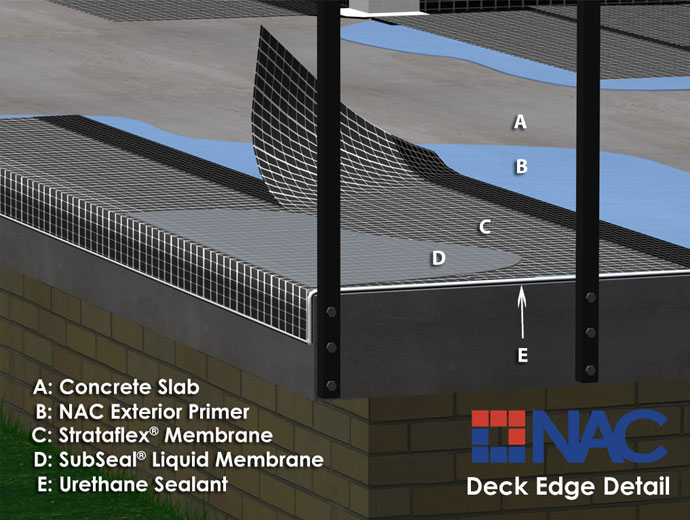 A
B
C
D
E
A: Concrete Slab
B: NAC Exterior Primer
C: Strataflex® Membrane
D: SubSeal® Liquid Membrane
E: Urethane Sealant
NAC
Deck Edge Detail